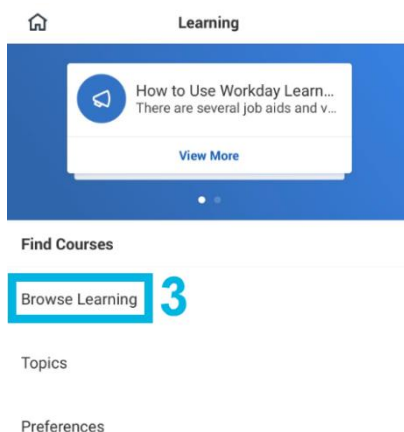 Learning
How to Use Workday Learn...
There are several job aids and v...
View More
Find Courses
Browse Learning
3
Topics
Preferences